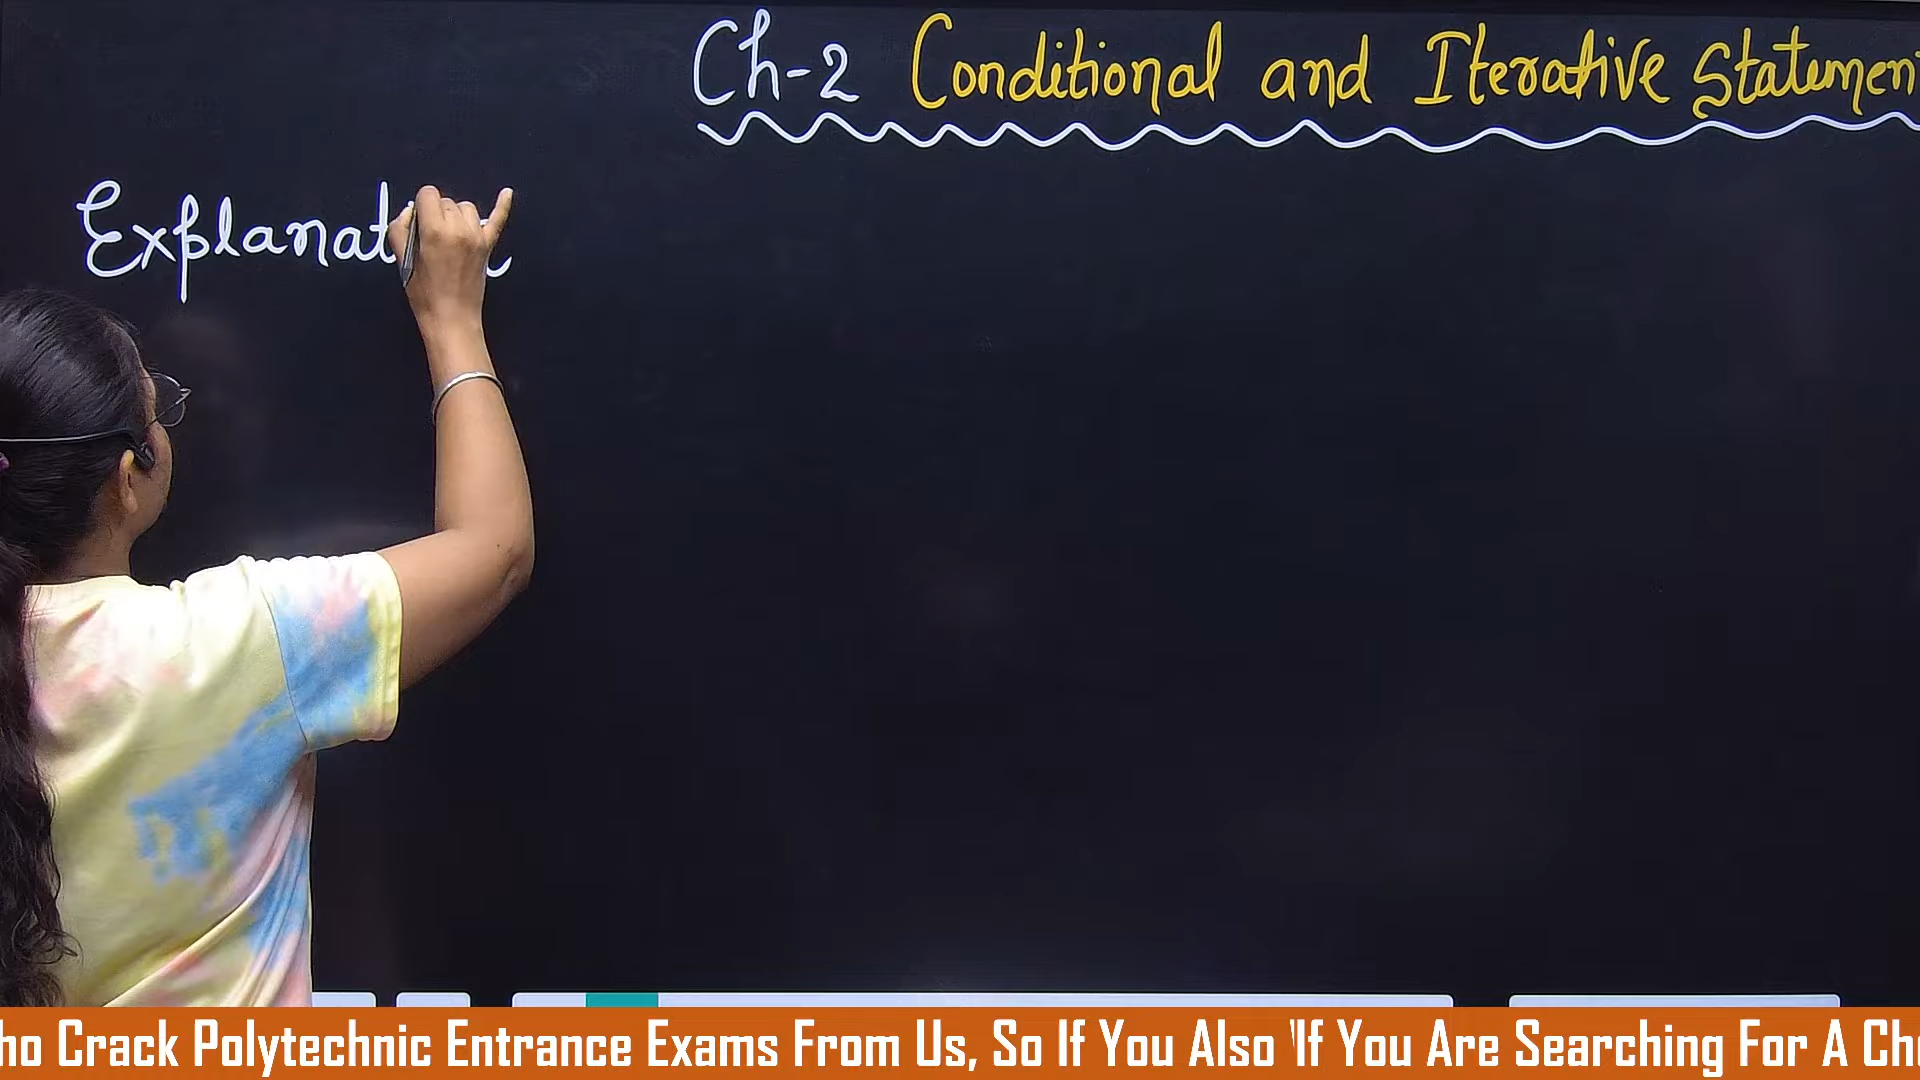 Ch-2 Conditional and Iterative Statemen
Explanation
ho Crack Polytechnic Entrance Exams From Us, So If You Also If You Are Searching For A Ch